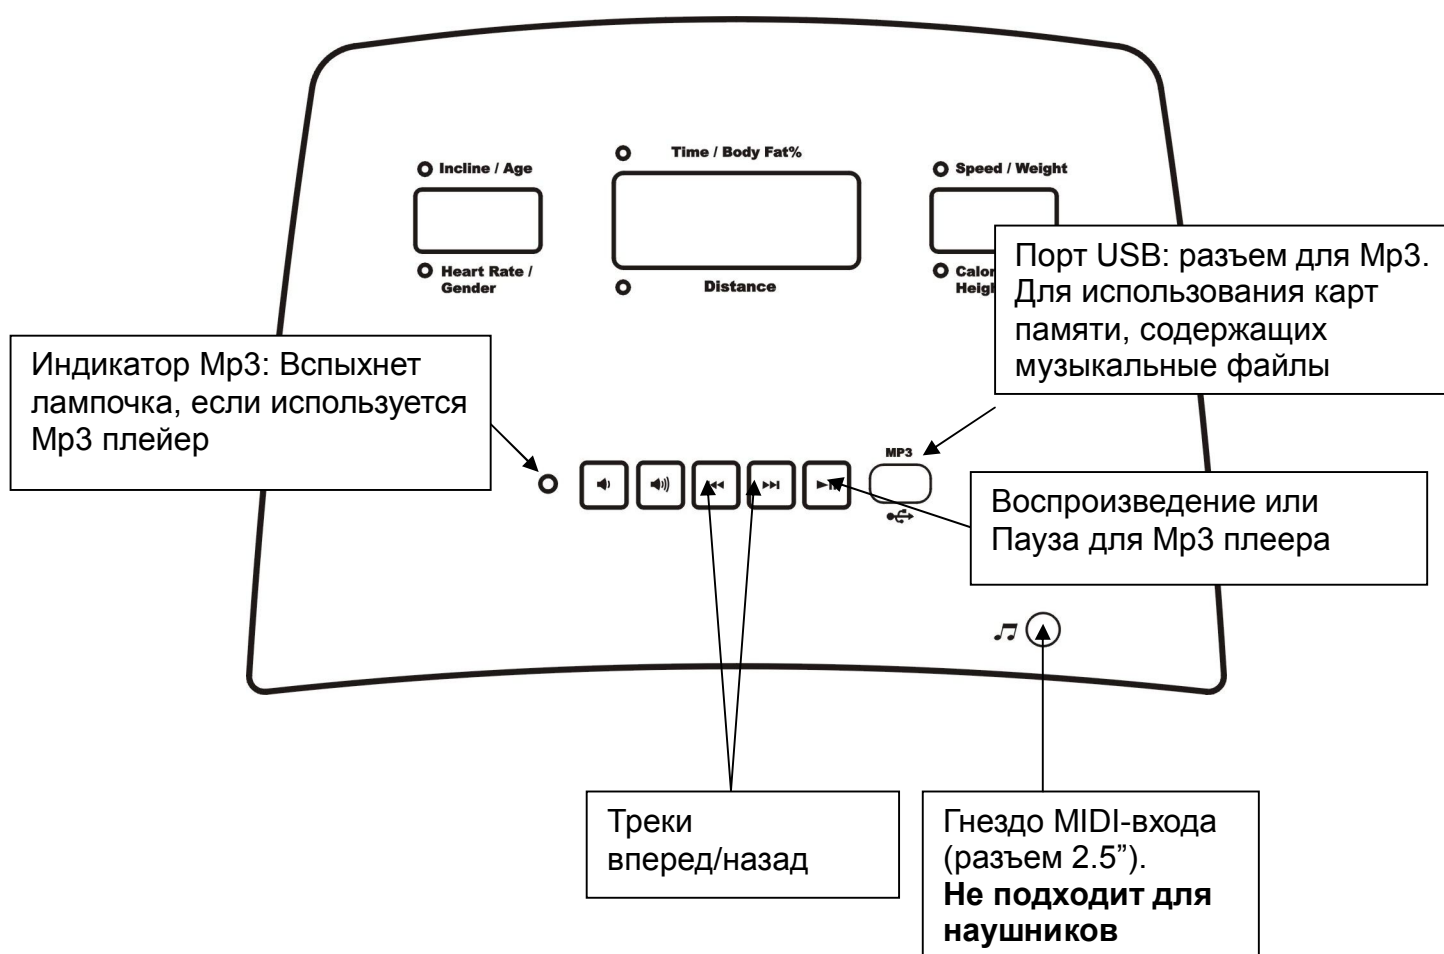 Time / Body Fat%
Incline / Age
Speed / Weight
Heart Rate /
Gender
Distance
Порт USB: разъем для Mp3.
Для использования карт
памяти, содержащих
музыкальные файлы
Индикатор Mp3: Вспыхнет
лампочка, если используется
Mp3 плейер
MP3
Воспроизведение или
Пауза для Mp3 плеера
Треки
вперед/назад
Гнездо MIDI-входа
(разъем 2.5”).
Не подходит для
наушников